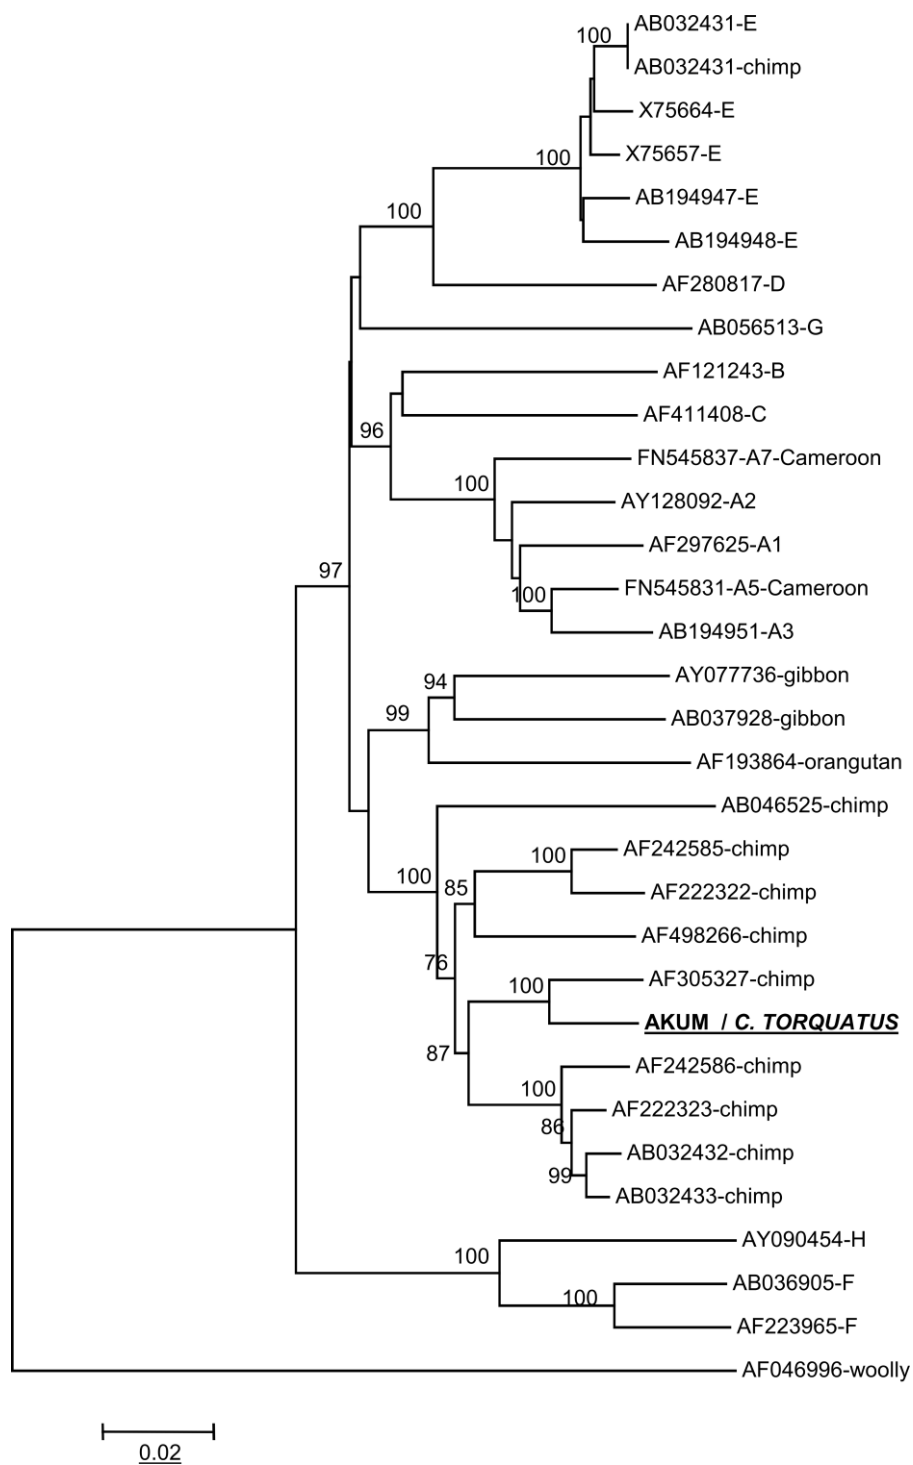 AB032431-E
100
AB032431-chimp
X75664-E
X75657-E
100
AB194947-E
100
AB194948-E
AF280817-D
AB056513-G
AF121243-B
AF411408-C
96
FN545837-A7-Cameroon
100
AY128092-A2
AF297625-A1
97
FN545831-A5-Cameroon
100
AB194951-A3
AY077736-gibbon
94
99
AB037928-gibbon
AF193864-orangutan
AB046525-chimp
AF242585-chimp
100
100
85
AF222322-chimp
AF498266-chimp
76
AF305327-chimp
100
AKUM / C. TORQUATUS
87
AF242586-chimp
100
AF222323-chimp
86
AB032432-chimp
99
AB032433-chimp
AY090454-H
100
AB036905-F
100
AF223965-F
AF046996-woolly
0.02